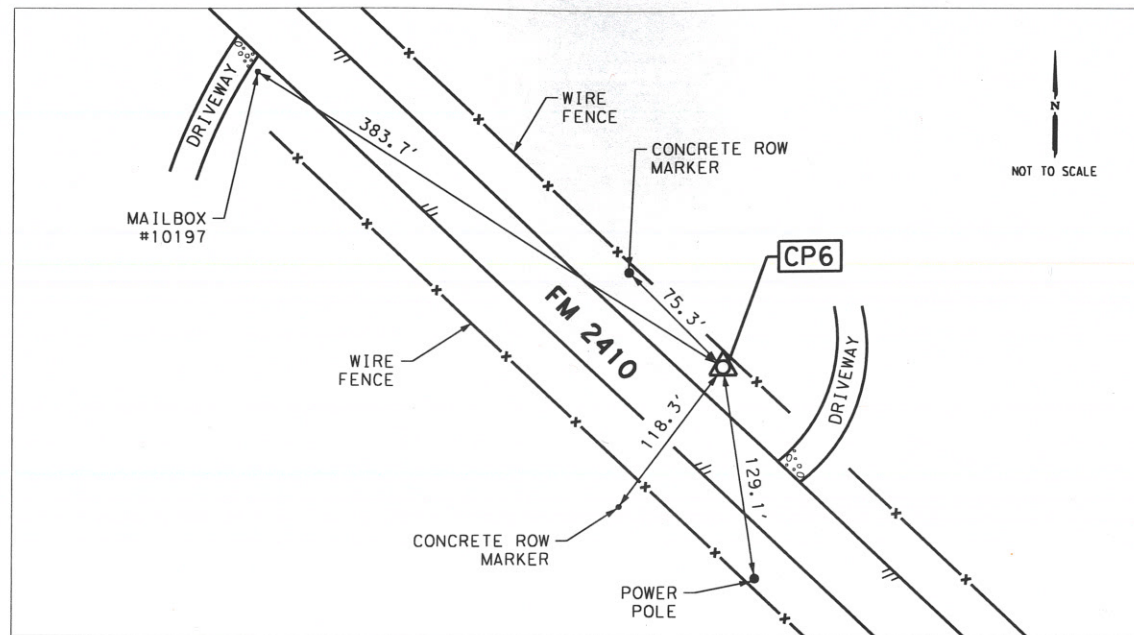 DRIVEWAY
WIRE
FENCE
383.7'
CONCRETE ROW
MARKER
N
NOT TO SCALE
MAILBOX
#10197
CP6
75.3'
FM 2410
WIRE
FENCE
DRIVEWAY
118.3'
129.1'
CONCRETE ROW
MARKER
POWER
POLE